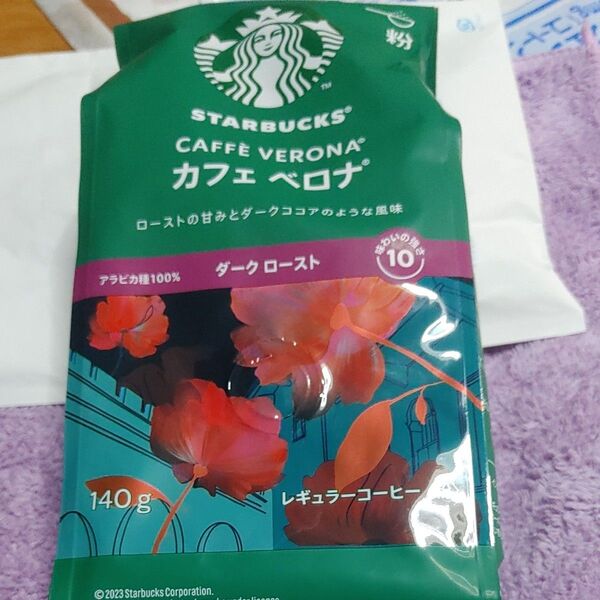 粉
STARBUCKS®
CAFFÈ VERONA®
カフェ ベロナ®
ローストの甘みとダークココアのような風味
アラビカ種100%
ダーク ロースト
味わいの強さ
10
140g
レギュラーコーヒー
© 2023 Starbucks Corporation.